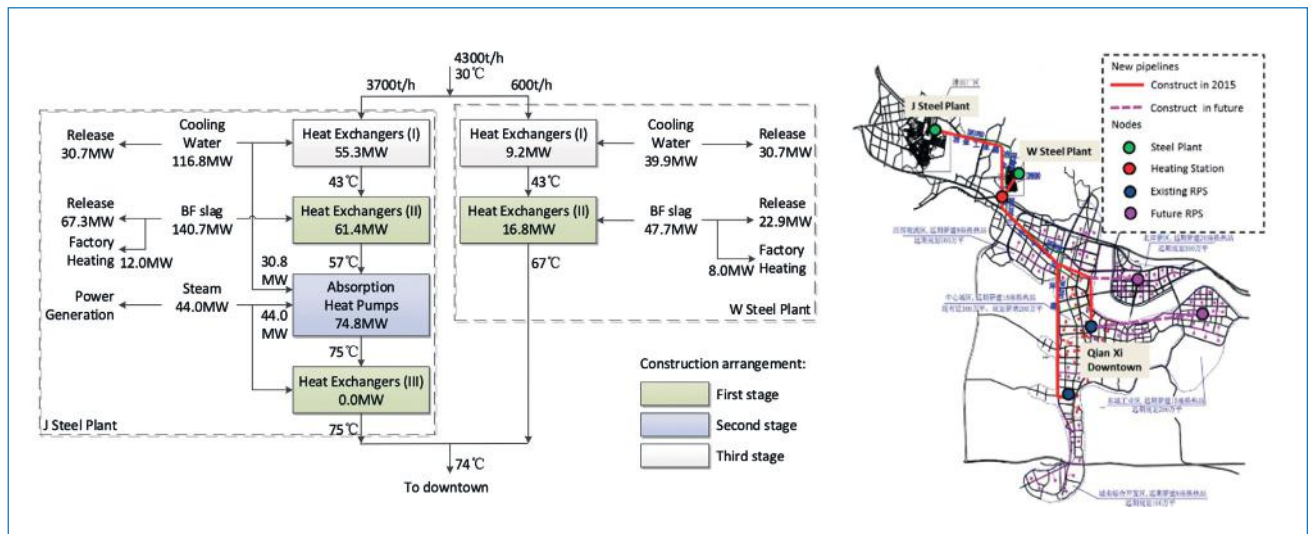 4300t/h
30℃
3700t/h
600t/h
Release
30.7MW
Cooling
Water
116.8MW
Heat Exchangers (I)
55.3MW
Heat Exchangers (I)
9.2MW
Cooling
Water
39.9MW
Release
30.7MW
43℃
43℃
Release
67.3MW
BF slag
140.7MW
Heat Exchangers (II)
61.4MW
Heat Exchangers (II)
16.8MW
BF slag
47.7MW
Release
22.9MW
Factory
Heating
12.0MW
8.0MW
Factory
Heating
30.8
MW
57℃
67℃
Power
Generation
Steam
44.0MW
44.0
MW
Absorption
Heat Pumps
74.8MW
W Steel Plant
75℃
Heat Exchangers (III)
0.0MW
J Steel Plant
75℃
74℃
To downtown
Construction arrangement:
First stage
Second stage
Third stage
New pipelines
Construct in 2015
Construct in future
Nodes
Steel Plant
Heating Station
Existing RPS
Future RPS
J Steel Plant
W Steel Plant
Qian Xi
Downtown